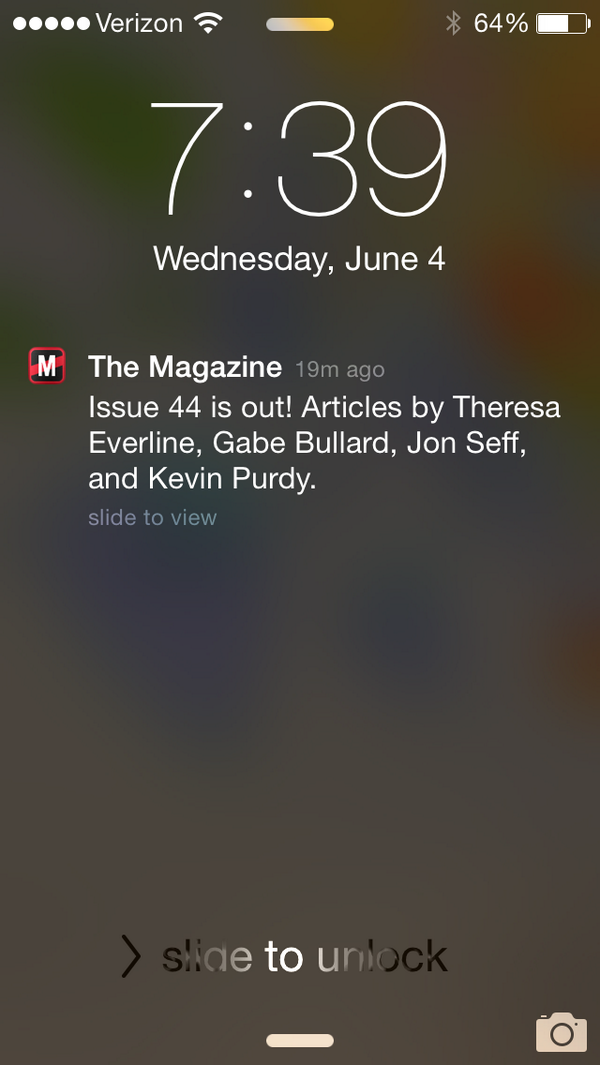 Verizon 64%
7:39
Wednesday, June 4
M The Magazine 19m ago
Issue 44 is out! Articles by Theresa
Everline, Gabe Bullard, Jon Seff,
and Kevin Purdy.
slide to view
slide to unlock